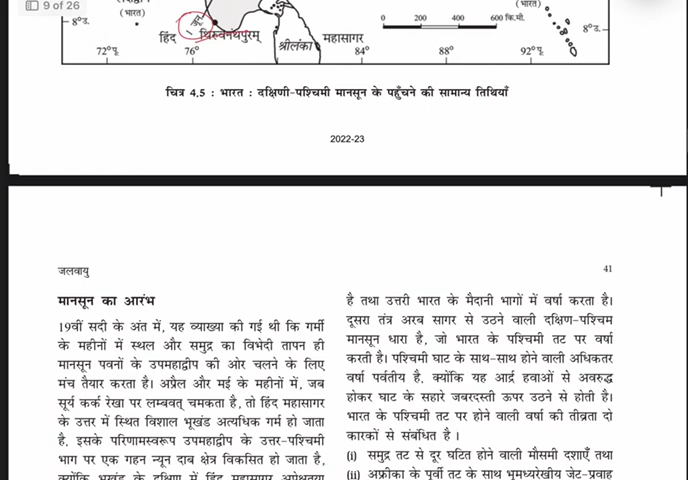 9 of 26
(भारत)
8°उ.
हिंद
थिरुवनंथपुरम्
श्रीलंका
महासागर
72°पू.
76°
84°
88°
92°पू.
0 200 400 600 कि.मी.
(भारत)
8°उ.
चित्र 4.5 : भारत : दक्षिणी-पश्चिमी मानसून के पहुँचने की सामान्य तिथियाँ
2022-23
जलवायु
41
मानसून का आरंभ
19वीं सदी के अंत में, यह व्याख्या की गई थी कि गर्मी
के महीनों में स्थल और समुद्र का विभेदी तापन ही
मानसून पवनों के उपमहाद्वीप की ओर चलने के लिए
मंच तैयार करता है। अप्रैल और मई के महीनों में, जब
सूर्य कर्क रेखा पर लम्बवत् चमकता है, तो हिंद महासागर
के उत्तर में स्थित विशाल भूखंड अत्यधिक गर्म हो जाता
है, इसके परिणामस्वरूप उपमहाद्वीप के उत्तर-पश्चिमी
भाग पर एक गहन न्यून दाब क्षेत्र विकसित हो जाता है,
क्योंकि भूखंड के दक्षिण में हिंद महासागर अपेक्षतया
है तथा उत्तरी भारत के मैदानी भागों में वर्षा करता है।
दूसरा तंत्र अरब सागर से उठने वाली दक्षिण-पश्चिम
मानसून धारा है, जो भारत के पश्चिमी तट पर वर्षा
करती है। पश्चिमी घाट के साथ-साथ होने वाली अधिकतर
वर्षा पर्वतीय है, क्योंकि यह आर्द्र हवाओं से अवरुद्ध
होकर घाट के सहारे जबरदस्ती ऊपर उठने से होती है।
भारत के पश्चिमी तट पर होने वाली वर्षा की तीव्रता दो
कारकों से संबंधित है ।
(i) समुद्र तट से दूर घटित होने वाली मौसमी दशाएँ तथा
(ii) अफ्रीका के पूर्वी तट के साथ भूमध्यरेखीय जेट-प्रवाह